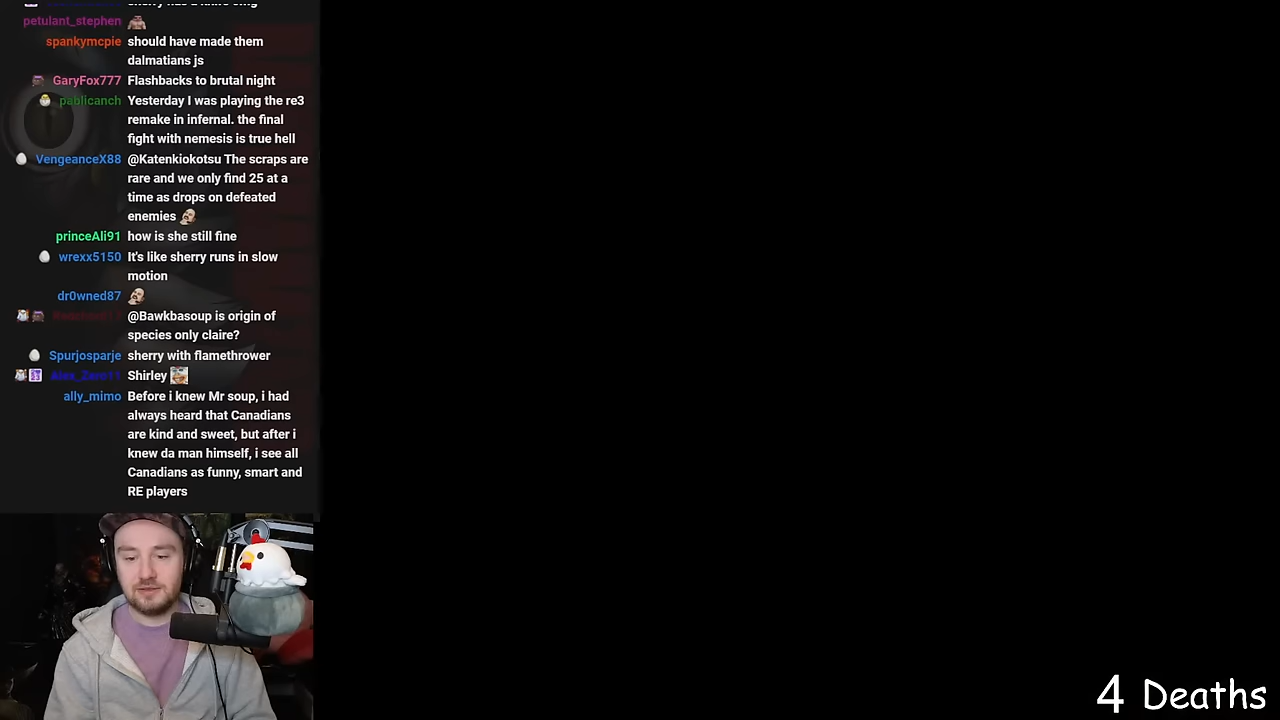 petulant_stephen
spankymcpie should have made them
dalmatians js
GaryFox777 Flashbacks to brutal night
pablicanch Yesterday I was playing the re3
remake in infernal. the final
fight with nemesis is true hell
VengeanceX88 @Katenkiokotsu The scraps are
rare and we only find 25 at a
time as drops on defeated
enemies
princeAli91 how is she still fine
wrexx5150 It's like sherry runs in slow
motion
dr0wned87
@Bawkbasoup is origin of
species only claire?
Spurjosparje sherry with flamethrower
Alex_Zero11 Shirley
ally_mimo Before i knew Mr soup, i had
always heard that Canadians
are kind and sweet, but after i
knew da man himself, i see all
Canadians as funny, smart and
RE players
4 Deaths